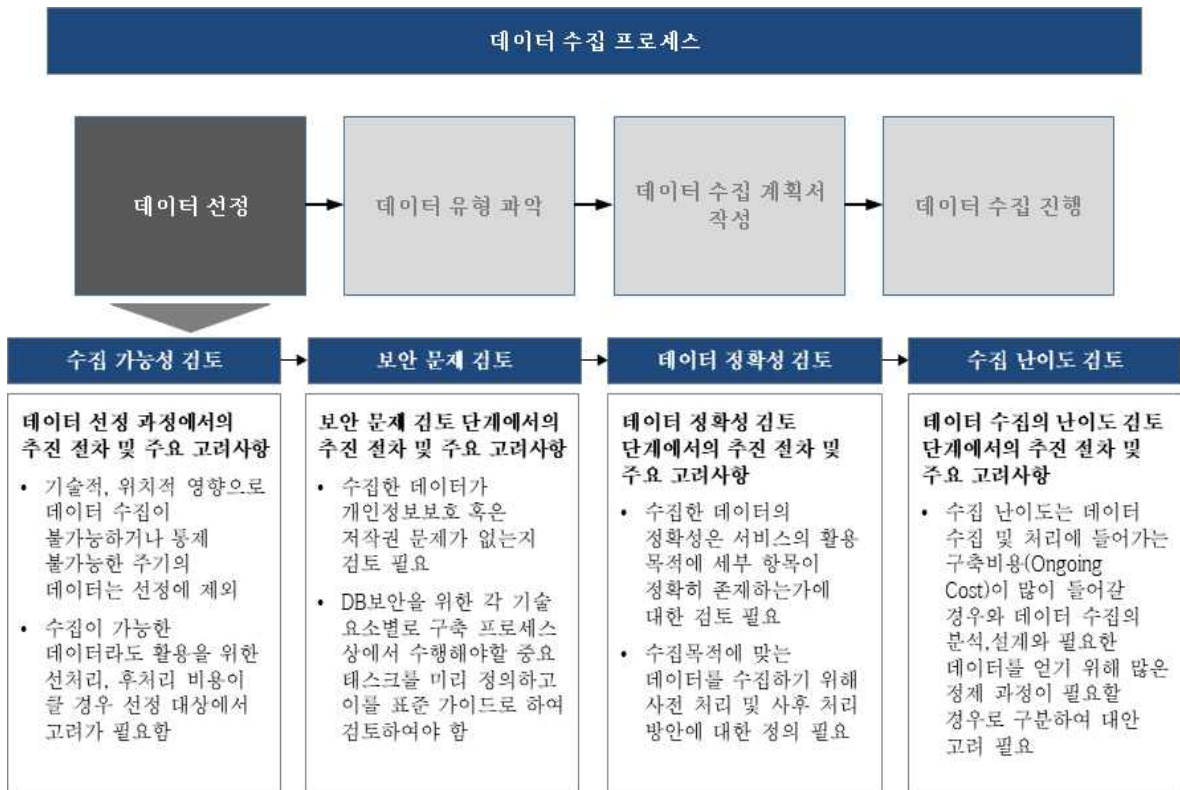 데이터 수집 프로세스
데이터 선정
데이터 유형 파악
데이터 수집 계획서
작성
데이터 수집 진행
수집 가능성 검토
보안 문제 검토
데이터 정확성 검토
수집 난이도 검토
데이터 선정 과정에서의
추진 절차 및 주요 고려사항
• 기술적, 위치적 영향으로
데이터 수집이
불가능하거나 통제
불가능한 주기의
데이터는 선정에 제외
• 수집이 가능한
데이터라도 활용을 위한
선처리, 후처리 비용이
클 경우 선정 대상에서
고려가 필요함
보안 문제 검토 단계에서의
추진 절차 및 주요 고려사항
• 수집한 데이터가
개인정보보호 혹은
저작권 문제가 없는지
검토 필요
• DB보안을 위한 각 기술
요소별로 구축 프로세스
상에서 수행해야할 중요
태스크를 미리 정의하고
이를 표준 가이드로 하여
검토하여야 함
데이터 정확성 검토
단계에서의 추진 절차 및
주요 고려사항
• 수집한 데이터의
정확성은 서비스의 활용
목적에 세부 항목이
정확히 존재하는가에
대한 검토 필요
• 수집목적에 맞는
데이터를 수집하기 위해
사전 처리 및 사후 처리
방안에 대한 정의 필요
데이터 수집의 난이도 검토
단계에서의 추진 절차 및
주요 고려사항
• 수집 난이도는 데이터
수집 및 처리에 들어가는
구축비용(Ongoing
Cost)이 많이 들어갈
경우와 데이터 수집의
분석,설계와 필요한
데이터를 얻기 위해 많은
정제 과정이 필요할
경우로 구분하여 대안
고려 필요